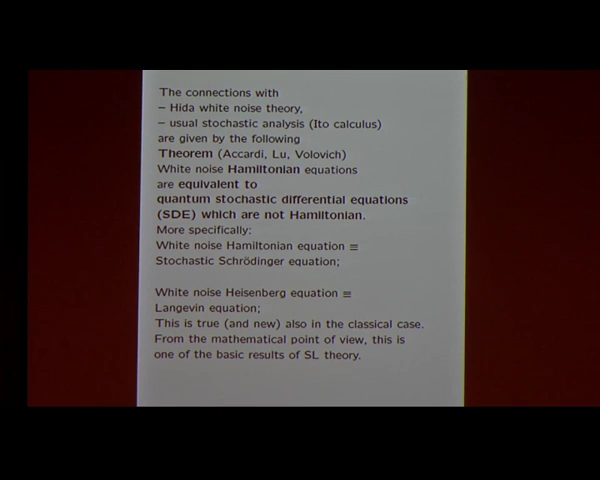 The connections with
– Hida white noise theory,
– usual stochastic analysis (Ito calculus)
are given by the following
Theorem (Accardi, Lu, Volovich)
White noise Hamiltonian equations
are equivalent to
quantum stochastic differential equations
(SDE) which are not Hamiltonian.
More specifically:
White noise Hamiltonian equation ≡
Stochastic Schrödinger equation;
White noise Heisenberg equation ≡
Langevin equation;
This is true (and new) also in the classical case.
From the mathematical point of view, this is
one of the basic results of SL theory.